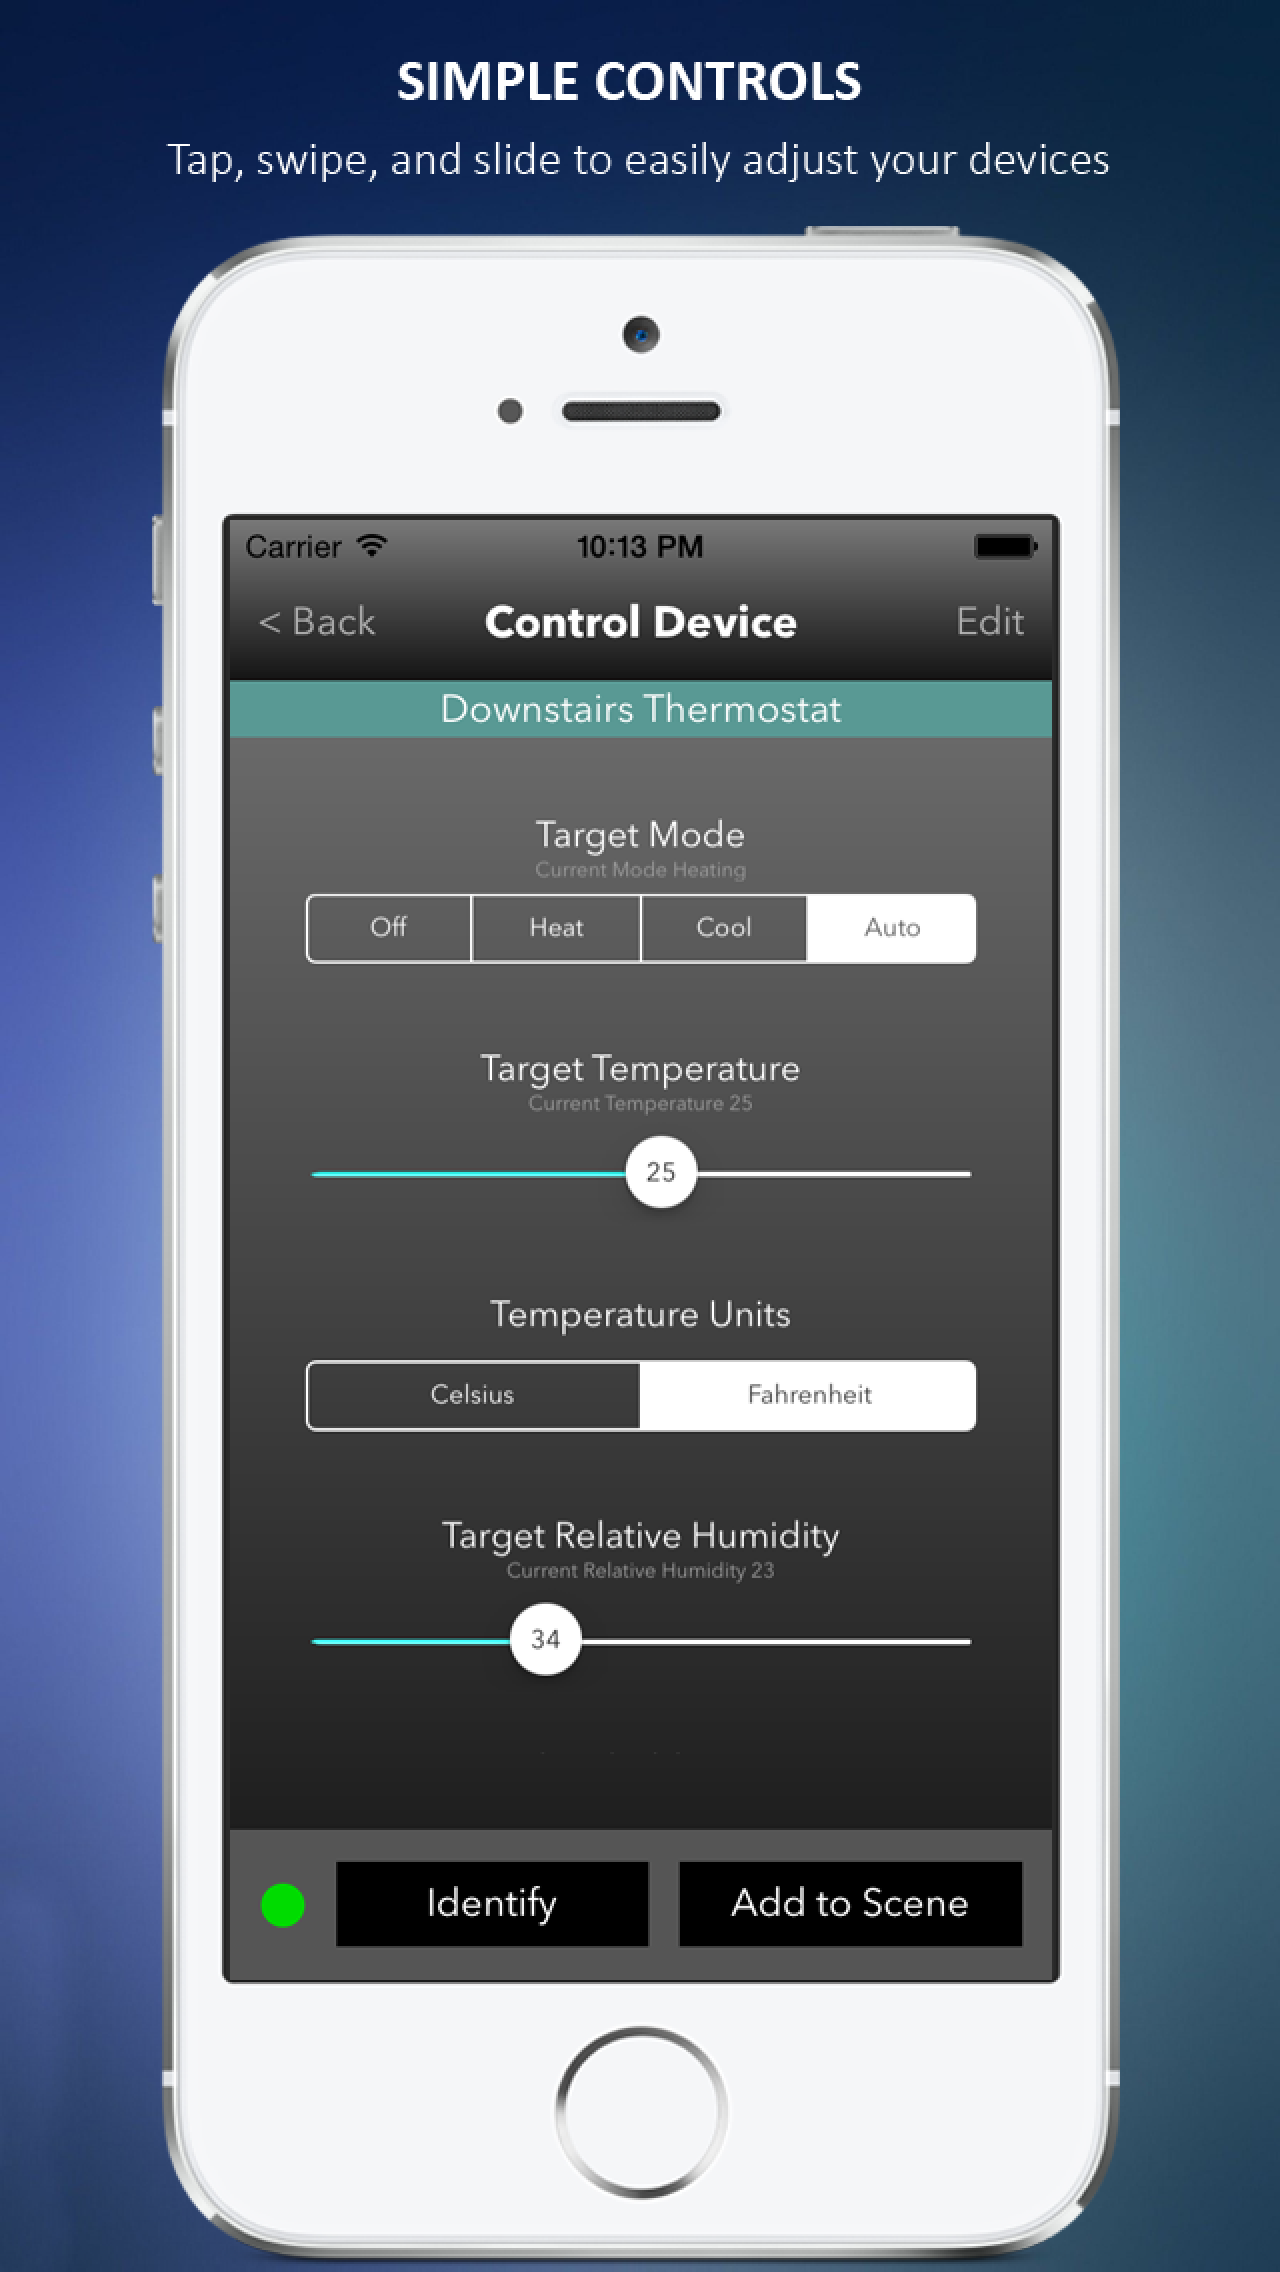 SIMPLE CONTROLS
Tap, swipe, and slide to easily adjust your devices
Carrier 10:13 PM
< Back Control Device Edit
Downstairs Thermostat
Target Mode
Current Mode Heating
Off Heat Cool Auto
Target Temperature
Current Temperature 25
25
Temperature Units
Celsius Fahrenheit
Target Relative Humidity
Current Relative Humidity 23
34
Identify Add to Scene